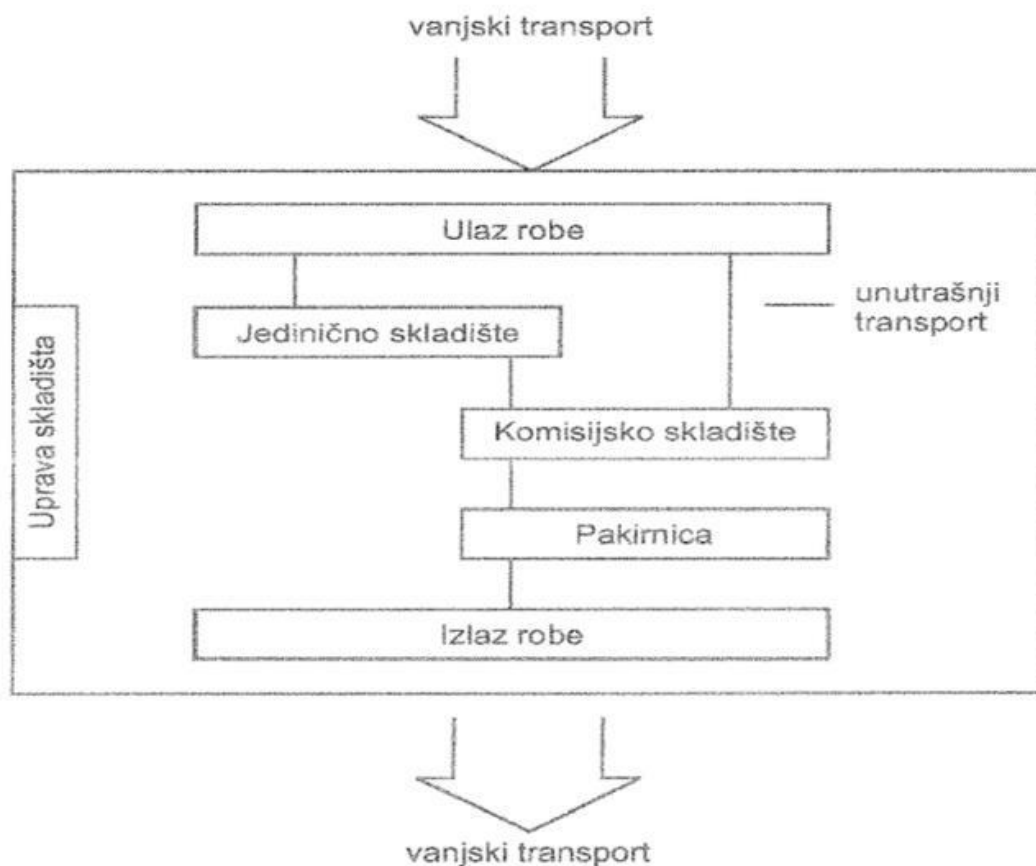 vanjski transport
Ulaz robe
unutrašnji
transport
Jedinično skladište
Uprava skladišta
Komisijsko skladište
Pakirnica
Izlaz robe
vanjski transport